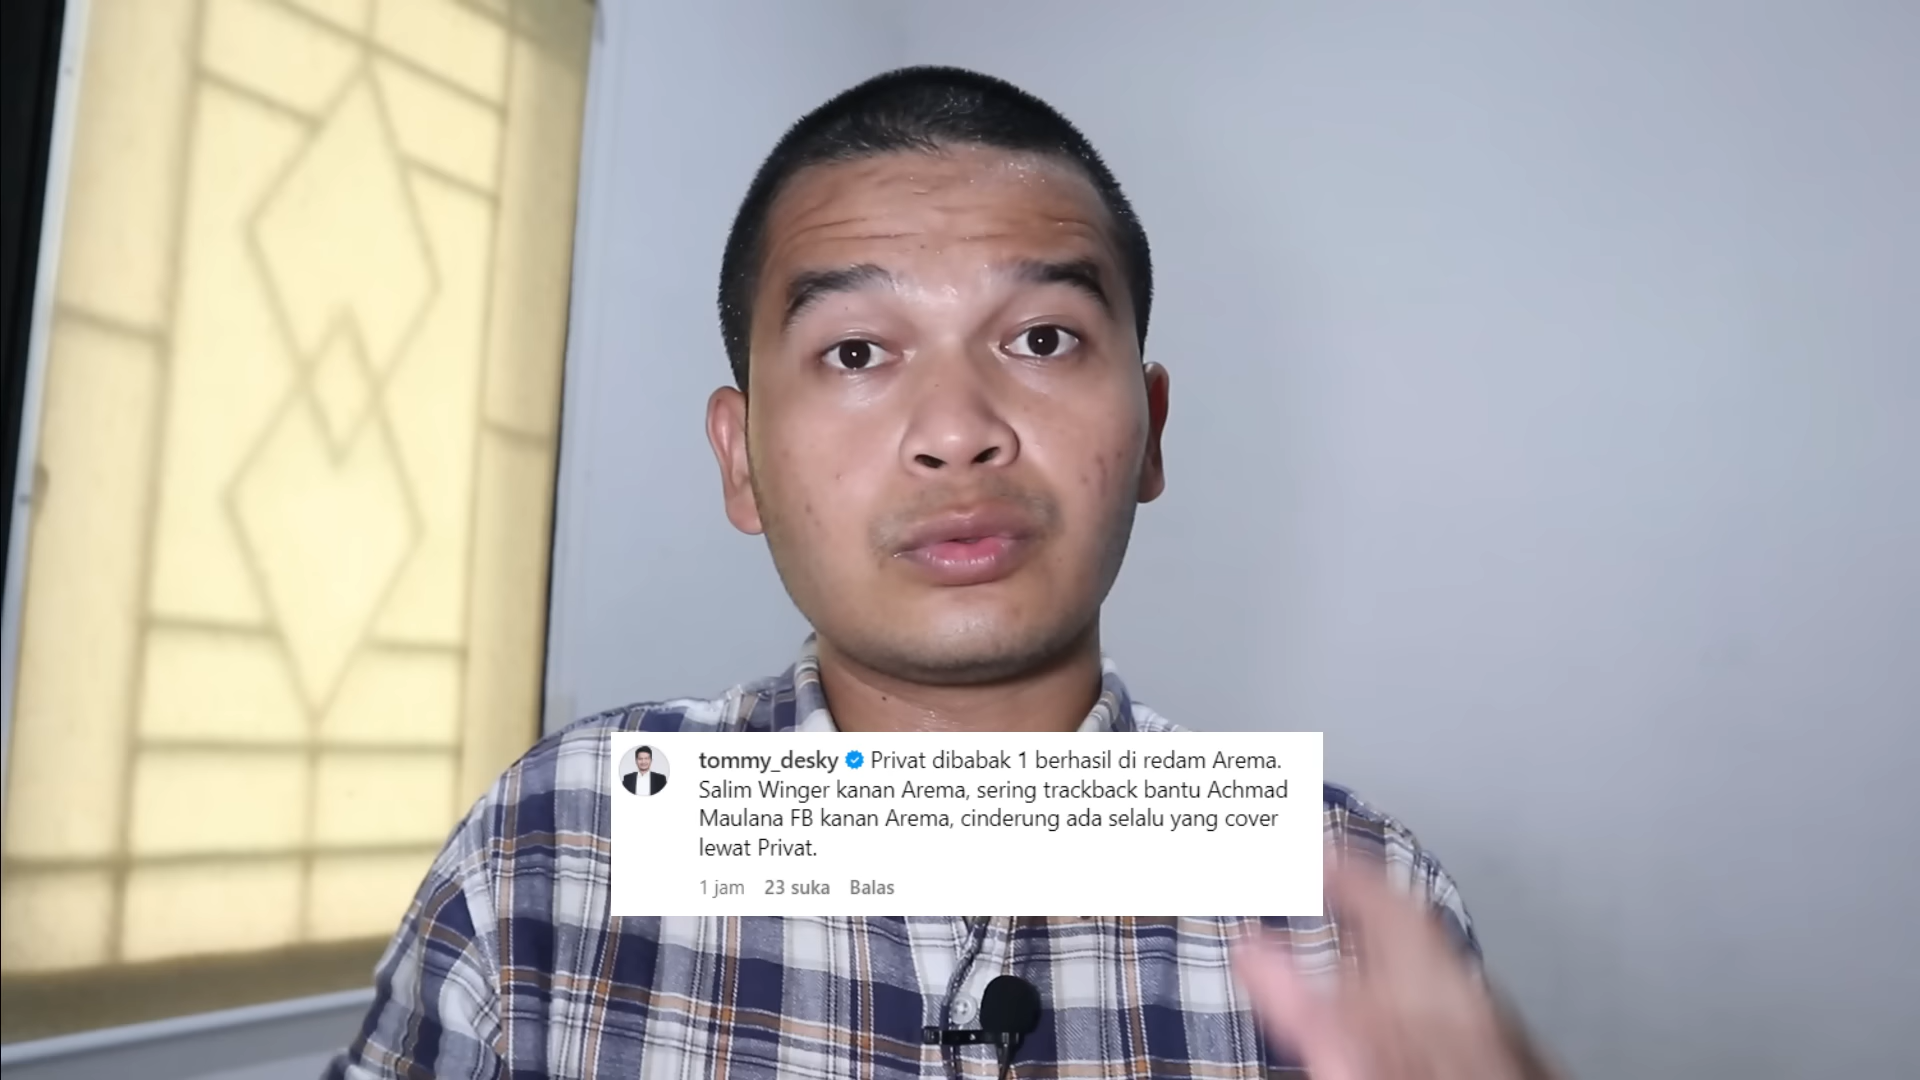 tommy_desky Privat dibabak 1 berhasil di redam Arema.
Salim Winger kanan Arema, sering trackback bantu Achmad
Maulana FB kanan Arema, cinderung ada selalu yang cover
lewat Privat.
1 jam 23 suka Balas